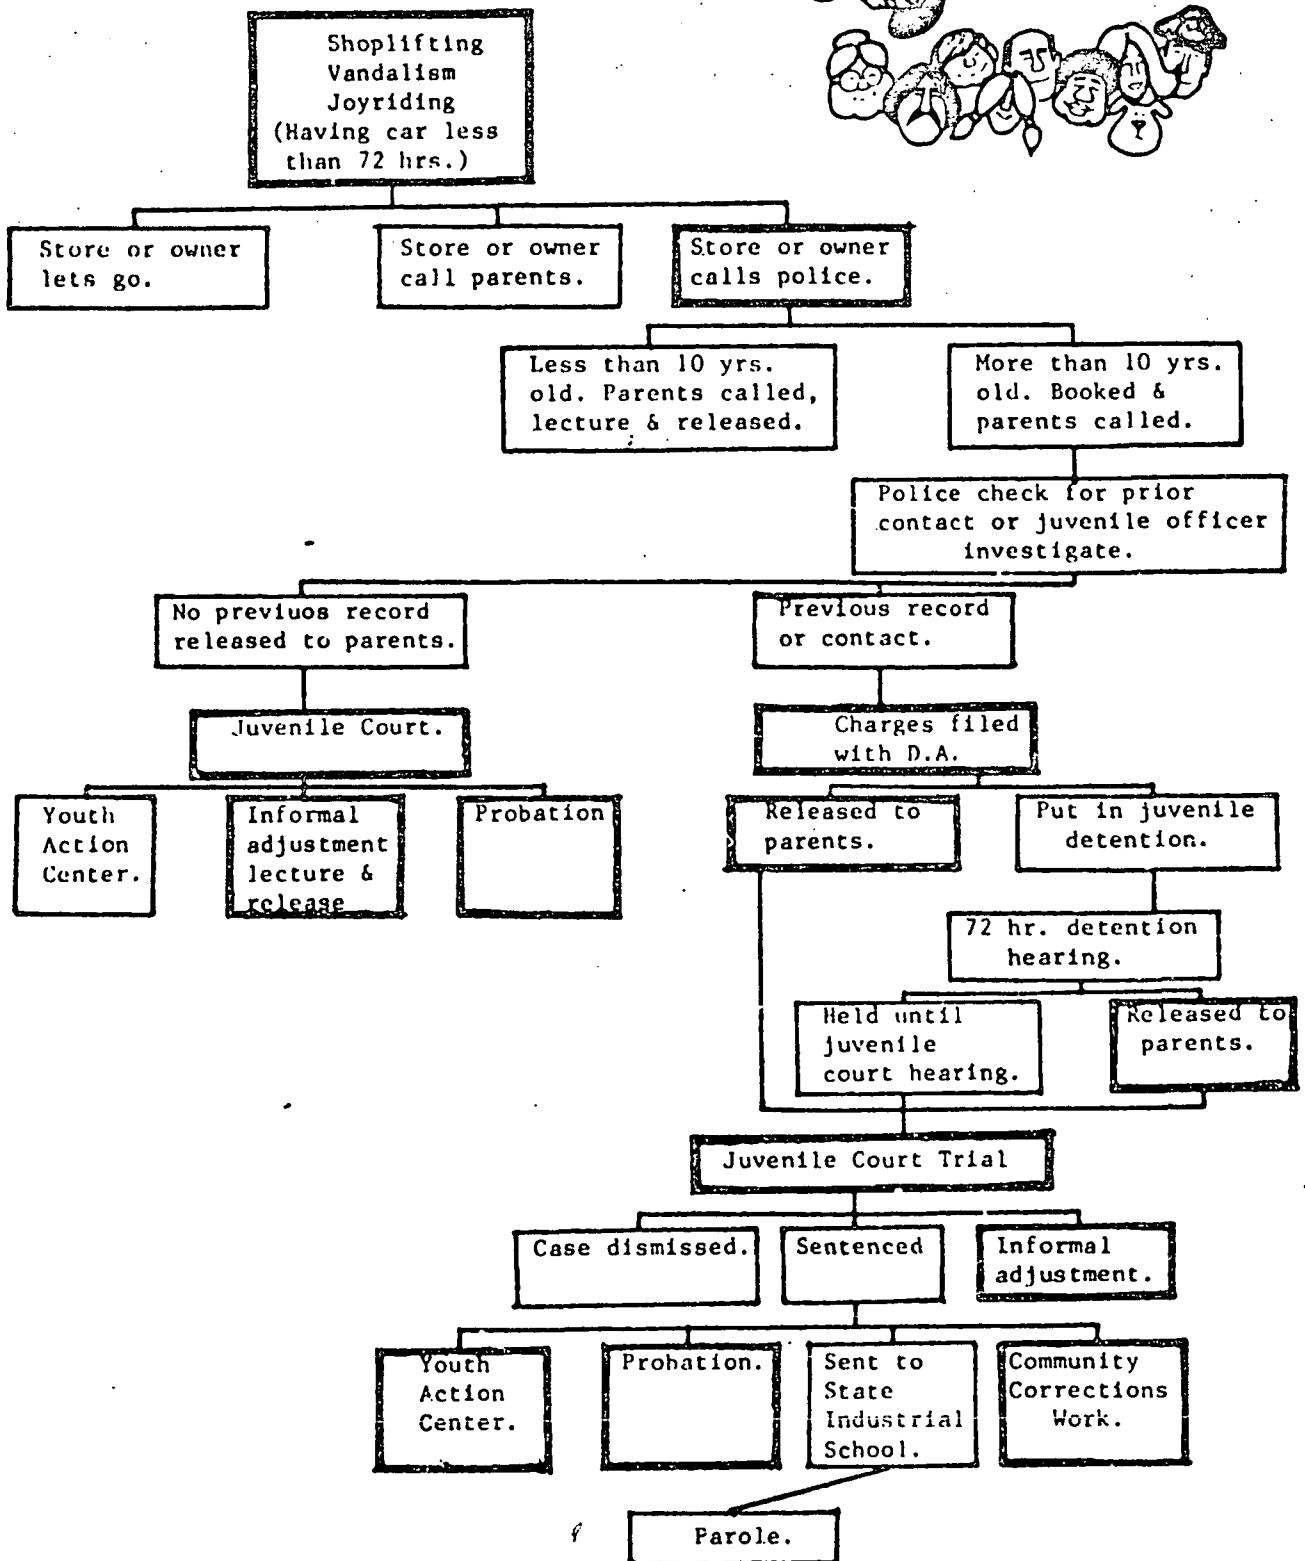 Shoplifting
Vandalism
Joyriding
(Having car less
than 72 hrs.)
Store or owner
lets go.
Store or owner
call parents.
Store or owner
calls police.
Less than 10 yrs.
old. Parents called,
lecture & released.
More than 10 yrs.
old. Booked &
parents called.
Police check for prior
contact or juvenile officer
investigate.
No previuos record
released to parents.
Previous record
or contact.
Juvenile Court.
Charges filed
with D.A.
Youth
Action
Center.
Informal
adjustment
lecture &
release
Probation
Released to
parents.
Put in juvenile
detention.
72 hr. detention
hearing.
Held until
juvenile
court hearing.
Released to
parents.
Juvenile Court Trial
Case dismissed.
Sentenced
Informal
adjustment.
Youth
Action
Center.
Probation.
Sent to
State
Industrial
School.
Community
Corrections
Work.
Parole.